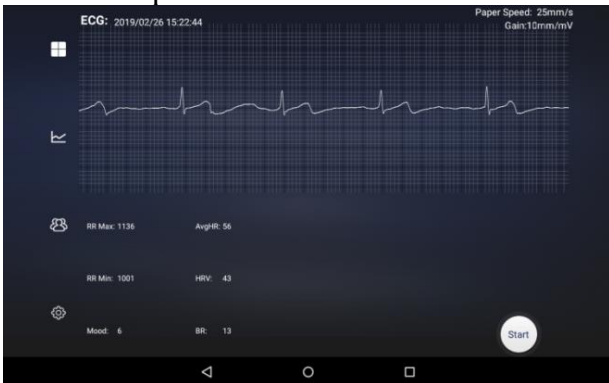 ECG: 2019/02/26 15:22:44
Paper Speed: 25mm/s
Gain:10mm/mV
RR Max: 1136 AvgHR: 56
RR Min: 1001 HRV: 43
Mood: 6 BR: 13
Start